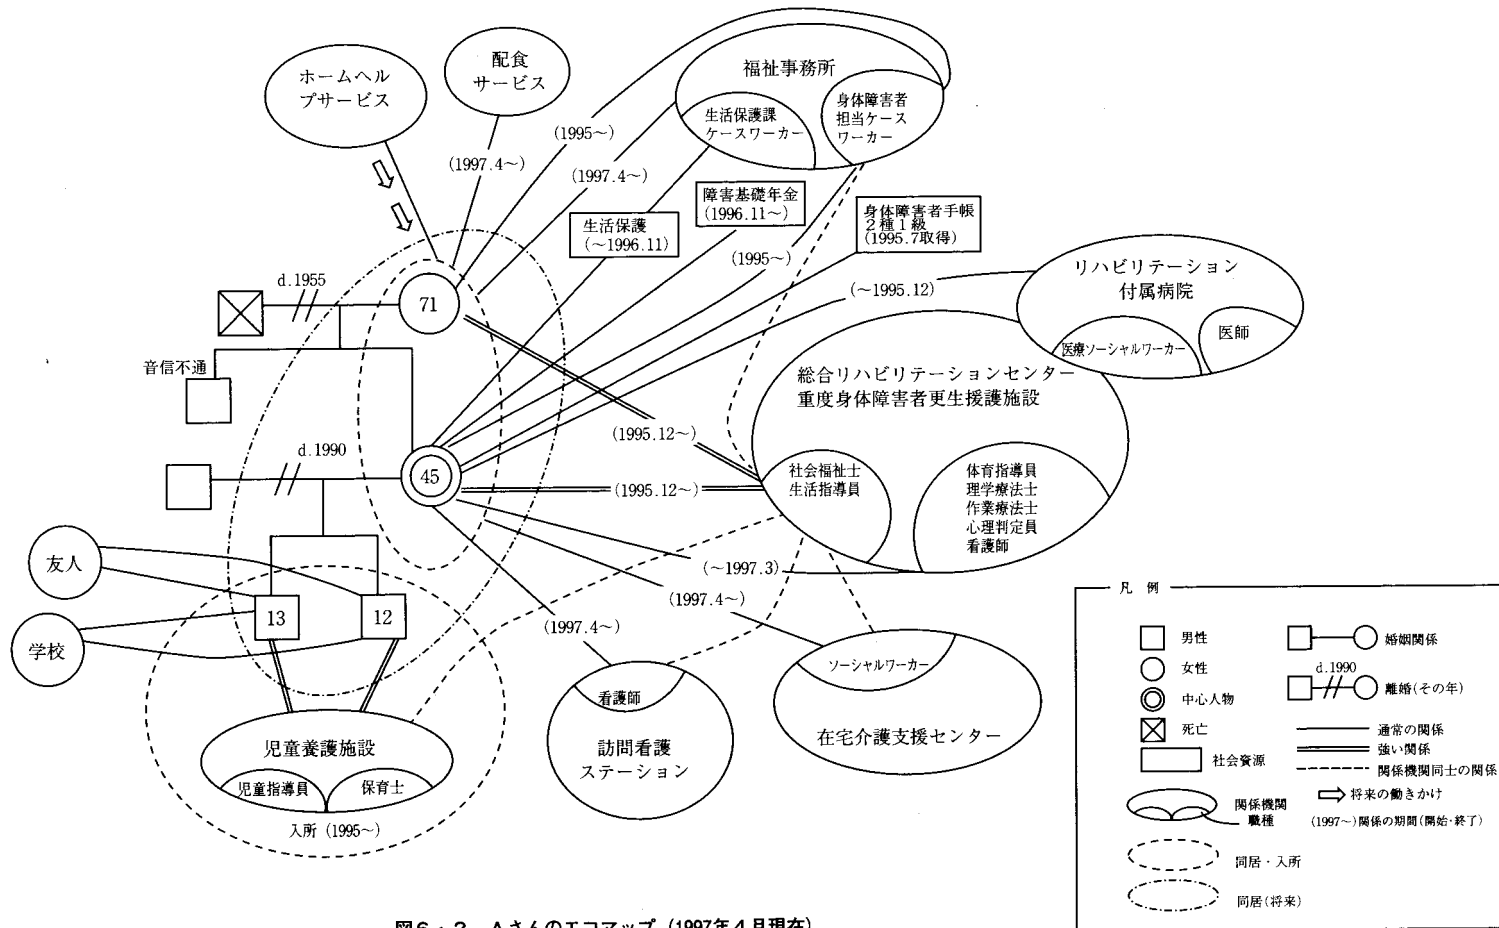 ホームヘル
プサービス
配食
サービス
福祉事務所
生活保護課
ケースワーカー
身体障害者
担当ケース
ワーカー
(1995〜)
(1997.4〜)
(1997.4〜)
生活保護
(〜1996.11)
障害基礎年金
(1996.11〜)
身体障害者手帳
2種1級
(1995.7取得)
(1995〜)
(〜1995.12)
リハビリテーション
付属病院
医療ソーシャルワーカー
医師
d.1955
71
音信不通
総合リハビリテーションセンター
重度身体障害者更生援護施設
社会福祉士
生活指導員
体育指導員
理学療法士
作業療法士
心理判定員
看護師
(1995.12〜)
d.1990
45
(1995.12〜)
友人
学校
13
12
(〜1997.3)
(1997.4〜)
(1997.4〜)
児童養護施設
児童指導員
保育士
入所 (1995〜)
看護師
訪問看護
ステーション
ソーシャルワーカー
在宅介護支援センター
凡 例
男性
女性
中心人物
死亡
社会資源
関係機関
職種
同居・入所
同居(将来)
婚姻関係
d.1990
離婚(その年)
通常の関係
強い関係
関係機関同士の関係
将来の働きかけ
(1997〜)関係の期間(開始・終了)
図6-2 Aさんのエコマップ (1997年4月現在)